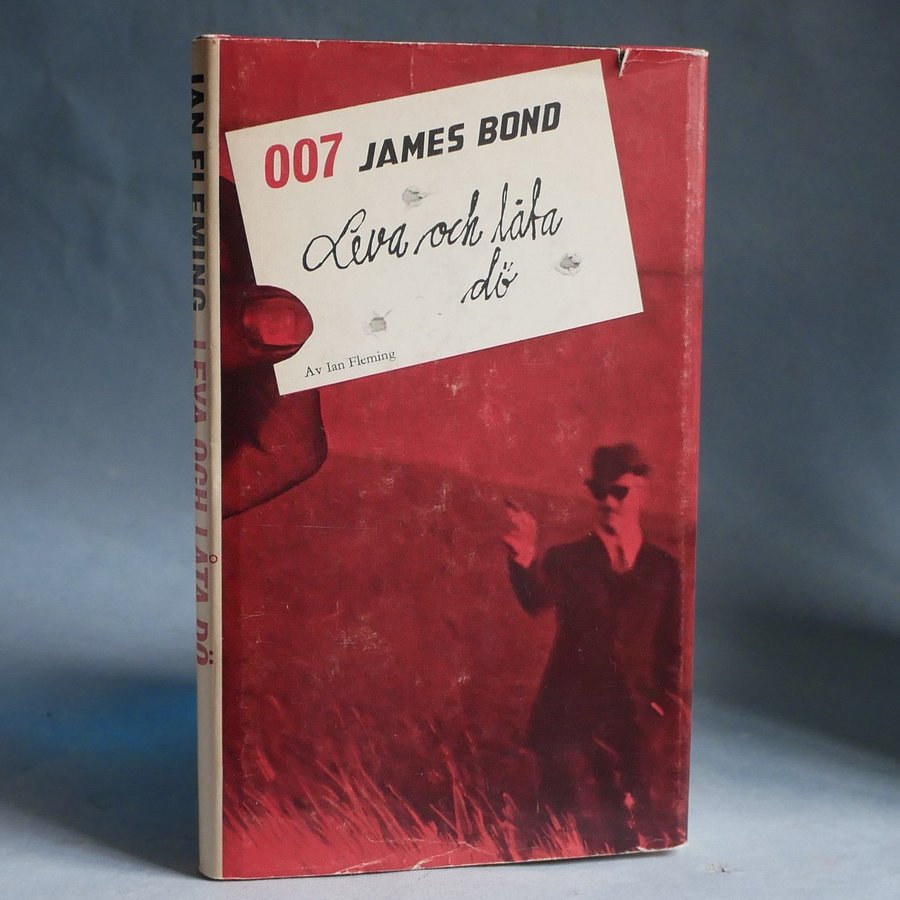 007 JAMES BOND
Leva och låta
dö
Av Ian Fleming
IAN FLEMING LEVA OCH LÅTA DÖ